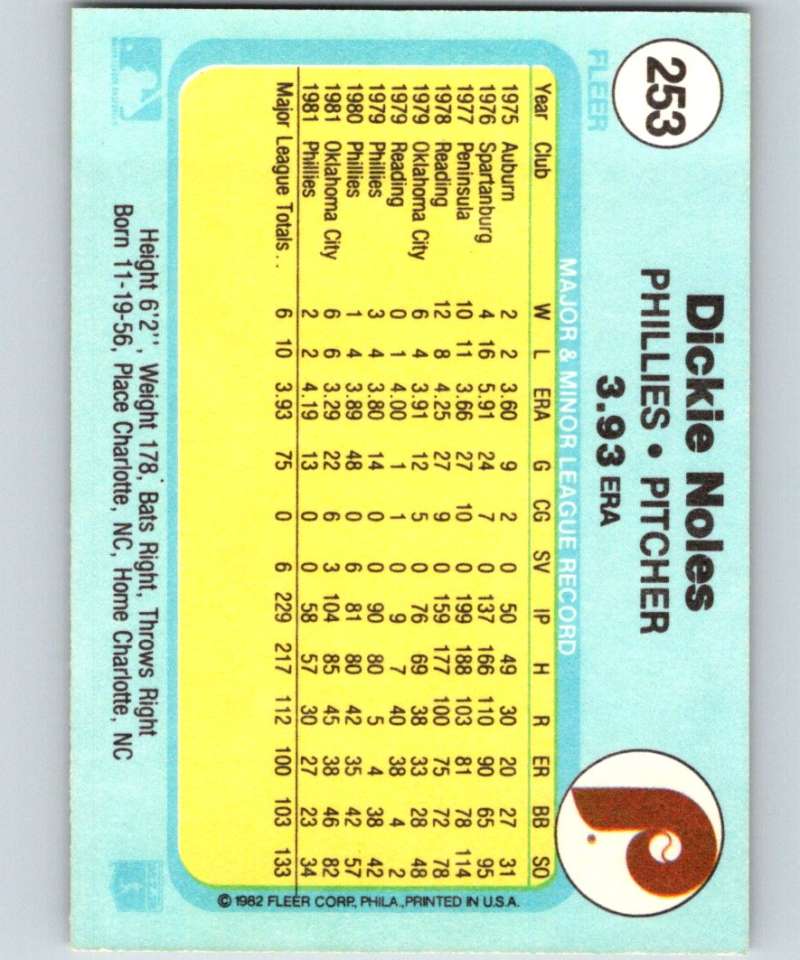 253
FLEER
Dickie Noles
PHILLIES • PITCHER
3.93 ERA
MAJOR & MINOR LEAGUE RECORD
Year Club W L ERA G CG SV IP H R ER BB SO
1975 Auburn 2 2 3.60 9 2 0 50 49 30 20 27 31
1976 Spartanburg 4 16 5.91 24 7 0 137 166 110 90 65 95
1977 Peninsula 10 11 3.66 27 10 0 199 188 103 81 78 114
1978 Reading 12 8 4.25 27 9 0 159 177 100 75 72 78
1979 Oklahoma City 6 4 3.91 12 5 0 76 69 38 33 28 48
1979 Reading 0 1 4.00 1 1 0 9 7 40 38 4 2
1979 Phillies 3 4 3.80 14 0 0 90 80 5 4 38 42
1980 Phillies 1 4 3.89 48 0 6 81 80 42 35 42 57
1981 Oklahoma City 6 6 3.29 22 6 3 104 85 45 38 46 82
1981 Phillies 2 2 4.19 13 0 0 58 57 30 27 23 34
Major League Totals.. 6 10 3.93 75 0 6 229 217 112 100 103 133
©1982 FLEER CORP., PHILA., PRINTED IN U.S.A.
Height 6'2'', Weight 178, Bats Right, Throws Right
Born 11-19-56, Place Charlotte, NC, Home Charlotte, NC